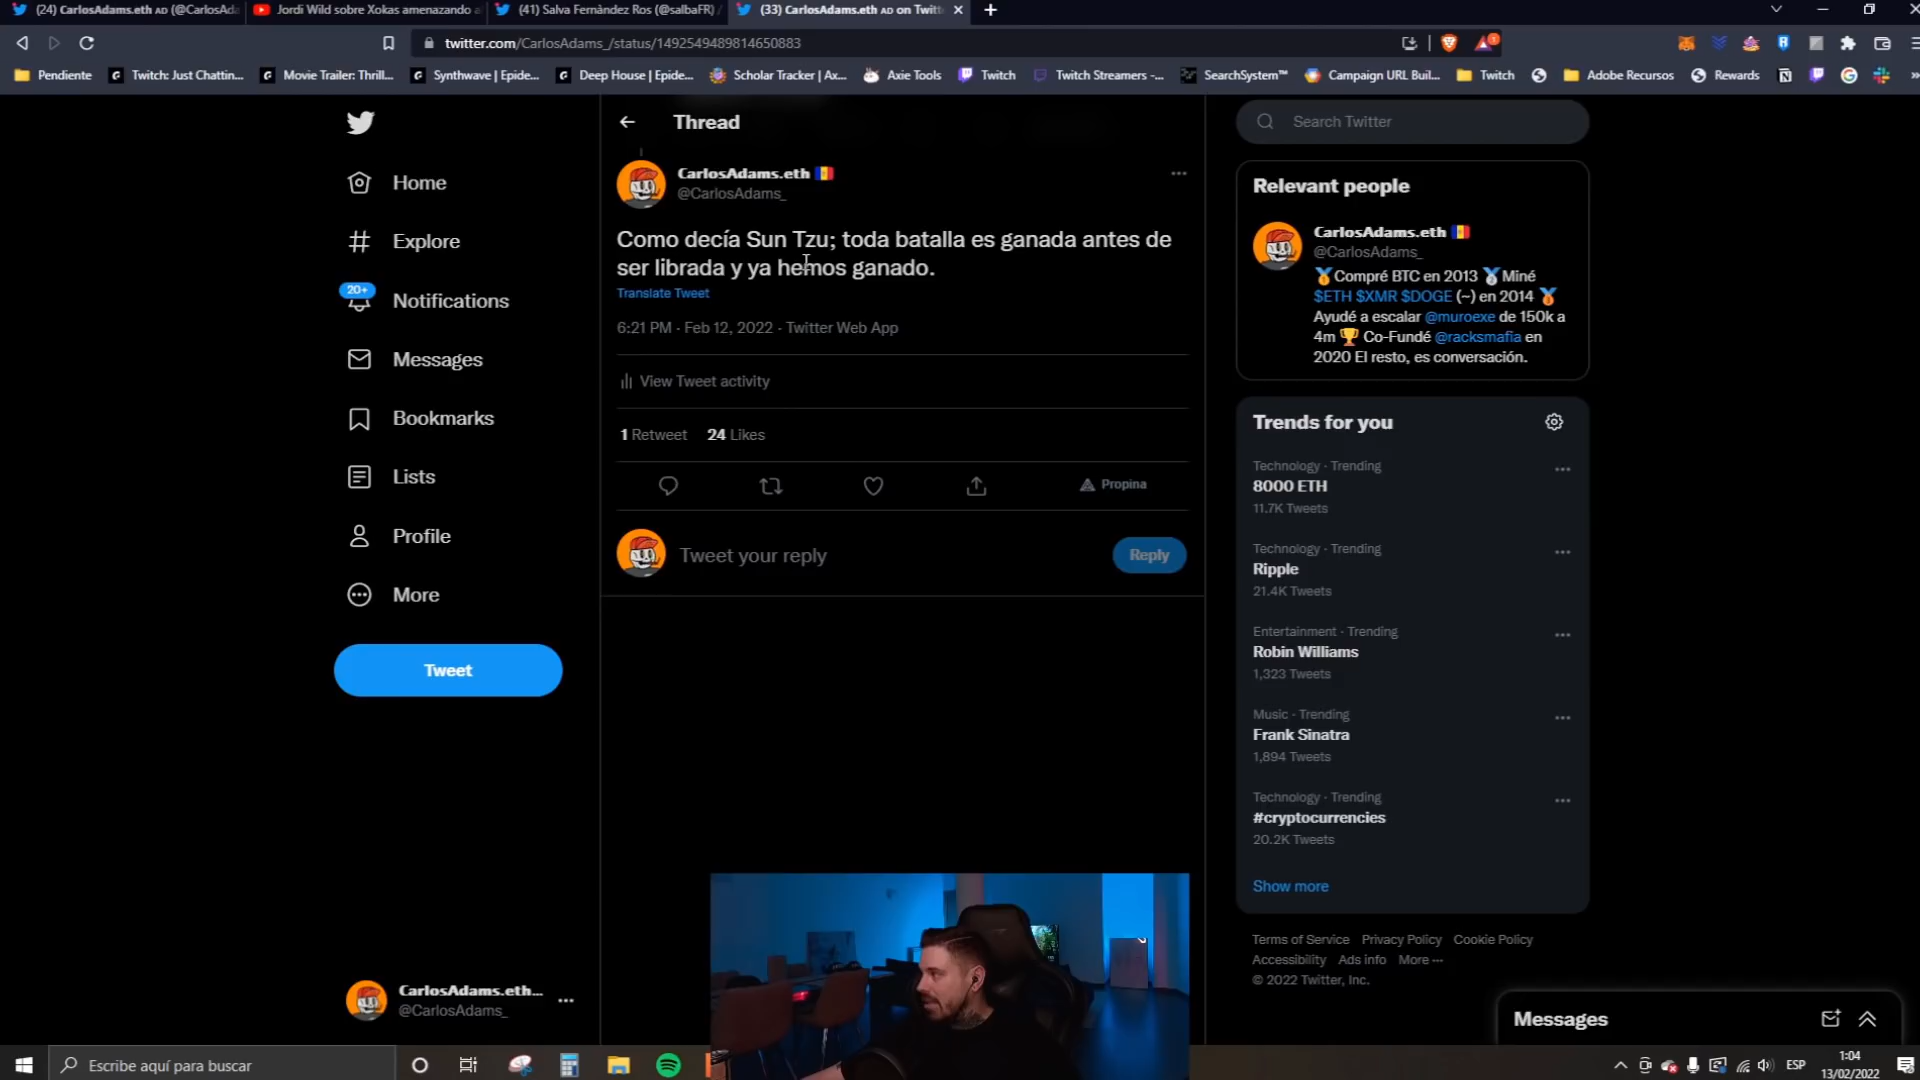 (24) CarlosAdams.eth AD (@CarlosAda
Jordi Wild sobre Xokas amenazando a
(41) Salva Fernàndez Ros (@salbaFR) /
(33) CarlosAdams.eth AD on Twitt
twitter.com/CarlosAdams_/status/1492549489814650883
Pendiente
Twitch: Just Chattin...
Movie Trailer: Thrill...
Synthwave | Epide...
Deep House | Epide...
Scholar Tracker | Ax...
Axie Tools
Twitch
Twitch Streamers -...
SearchSystem™
Campaign URL Buil...
Twitch
Adobe Recursos
Rewards
Home
Explore
20+
Notifications
Messages
Bookmarks
Lists
Profile
More
Tweet
CarlosAdams.eth...
@CarlosAdams_
Thread
CarlosAdams.eth
@CarlosAdams_
Como decía Sun Tzu; toda batalla es ganada antes de
ser librada y ya hemos ganado.
Translate Tweet
6:21 PM · Feb 12, 2022 · Twitter Web App
View Tweet activity
1 Retweet 24 Likes
Propina
Tweet your reply
Reply
Search Twitter
Relevant people
CarlosAdams.eth
@CarlosAdams_
🥇Compré BTC en 2013 🥈Miné
$ETH $XMR $DOGE (~) en 2014 🥉
Ayudé a escalar @muroexe de 150k a
4m 🏆 Co-Fundé @racksmafia en
2020 El resto, es conversación.
Trends for you
Technology · Trending
8000 ETH
11.7K Tweets
Technology · Trending
Ripple
21.4K Tweets
Entertainment · Trending
Robin Williams
1,323 Tweets
Music · Trending
Frank Sinatra
1,894 Tweets
Technology · Trending
#cryptocurrencies
20.2K Tweets
Show more
Terms of Service Privacy Policy Cookie Policy
Accessibility Ads info More ···
© 2022 Twitter, Inc.
Messages
Escribe aquí para buscar
ESP
1:04
13/02/2022